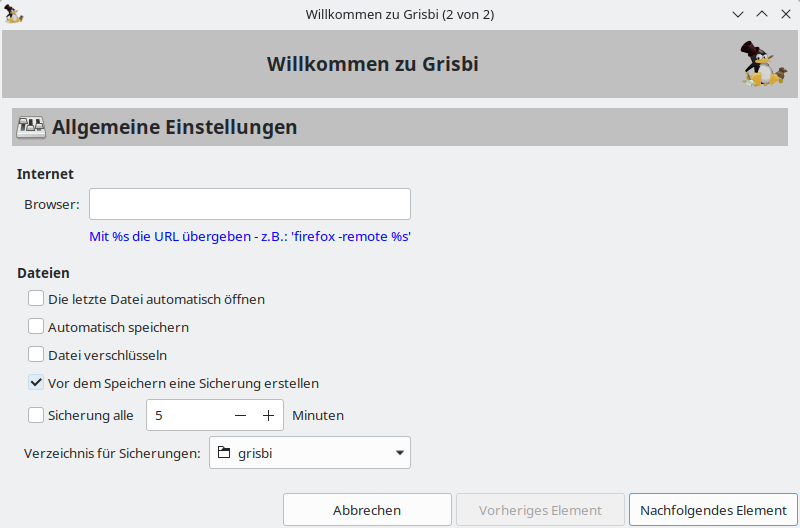 Willkommen zu Grisbi (2 von 2)
Willkommen zu Grisbi
Allgemeine Einstellungen
Internet
Browser:
Mit %s die URL übergeben - z.B.: 'firefox -remote %s'
Dateien
Die letzte Datei automatisch öffnen
Automatisch speichern
Datei verschlüsseln
Vor dem Speichern eine Sicherung erstellen
Sicherung alle 5 Minuten
Verzeichnis für Sicherungen: grisbi
Abbrechen Vorheriges Element Nachfolgendes Element